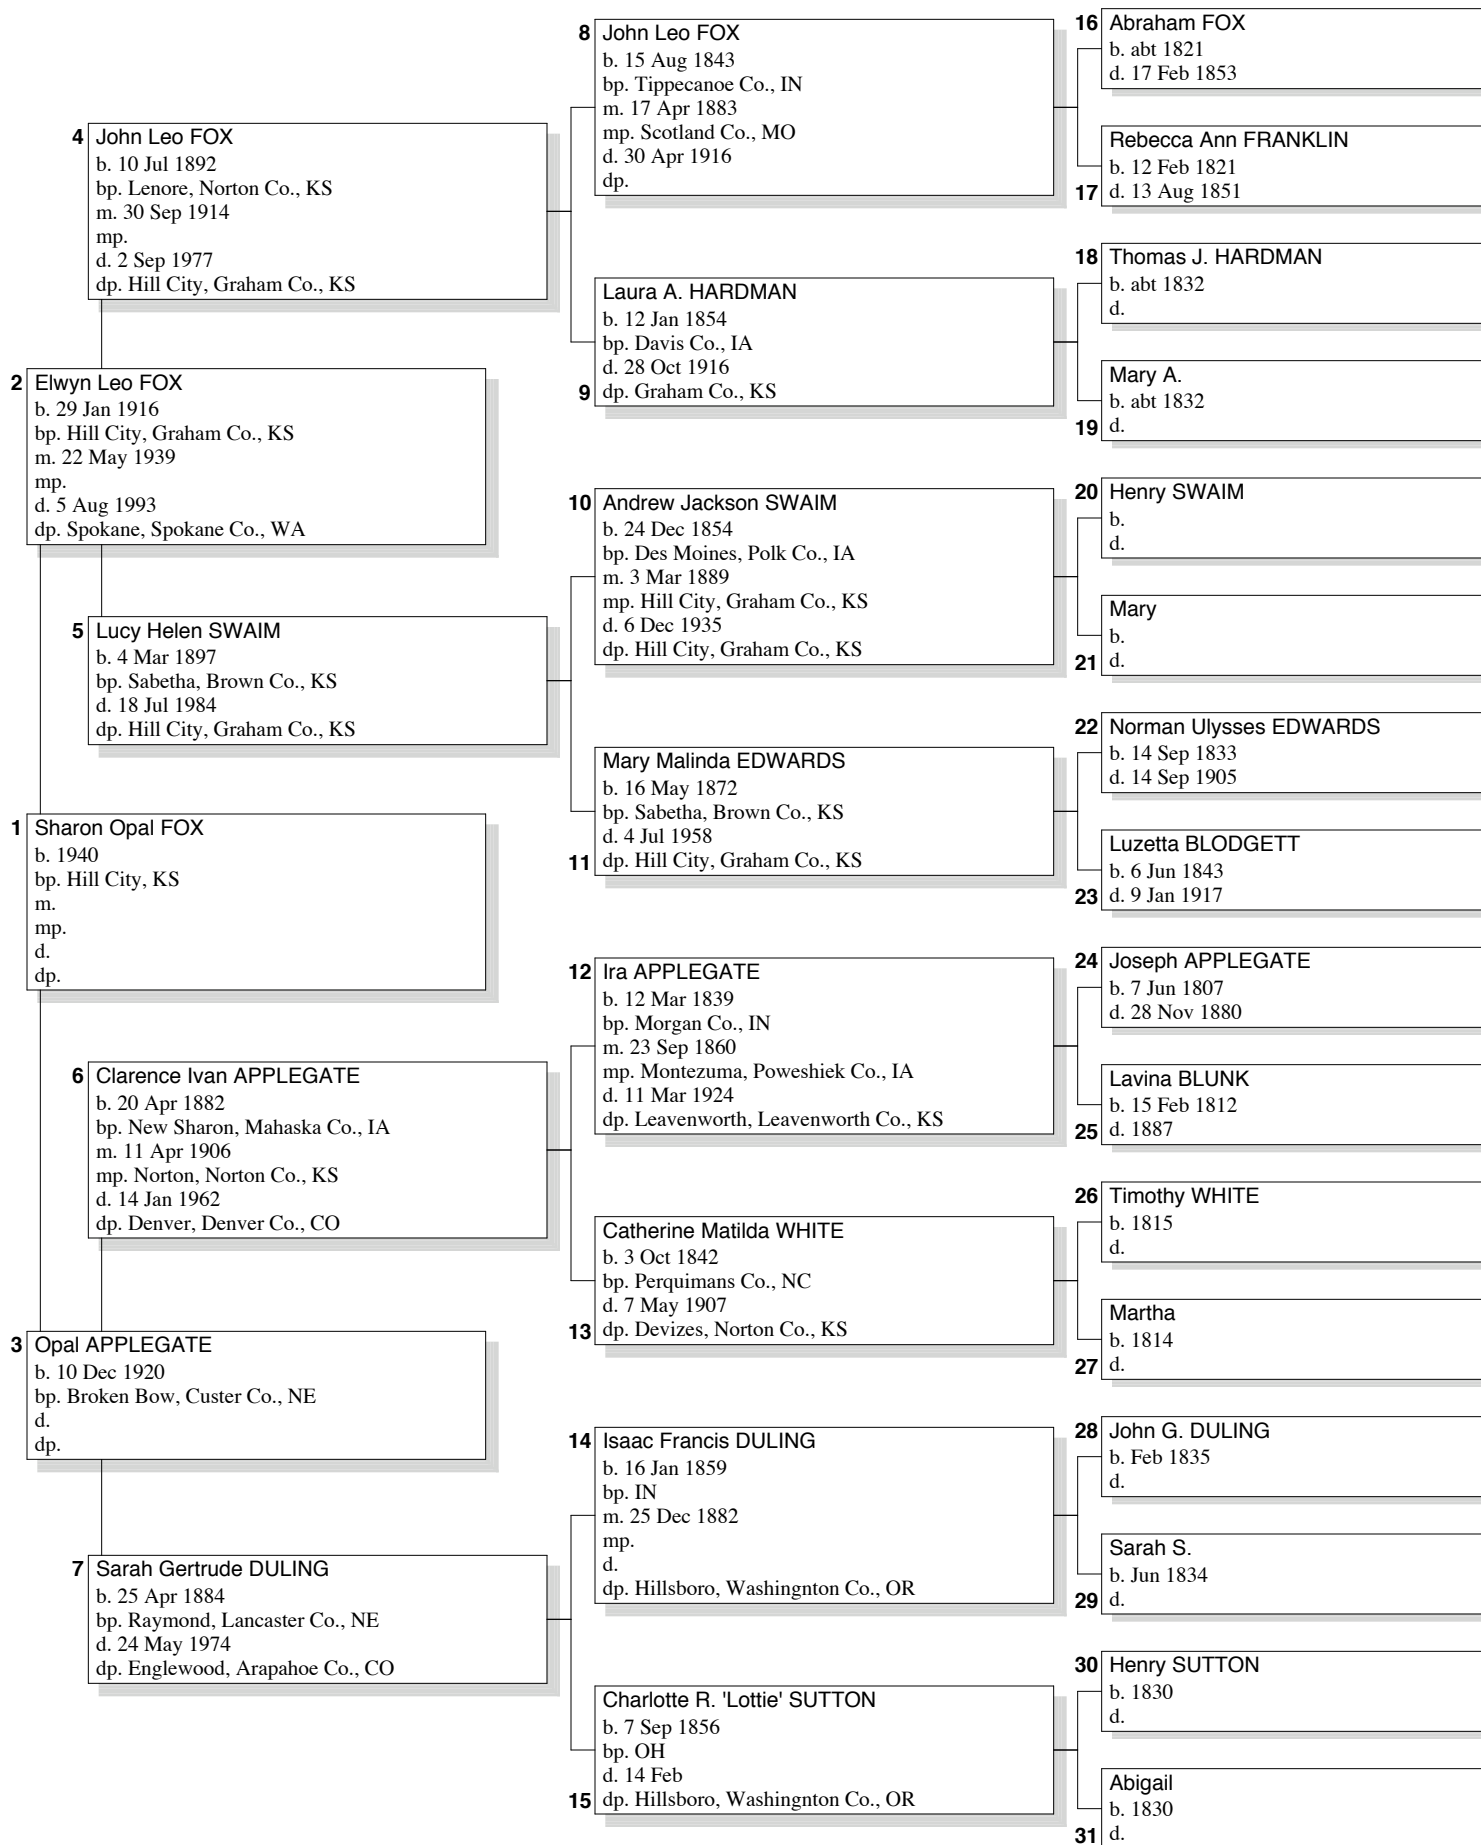 8 John Leo FOX
b. 15 Aug 1843
bp. Tippecanoe Co., IN
m. 17 Apr 1883
mp. Scotland Co., MO
d. 30 Apr 1916
dp.
16 Abraham FOX
b. abt 1821
d. 17 Feb 1853
Rebecca Ann FRANKLIN
b. 12 Feb 1821
17 d. 13 Aug 1851
4 John Leo FOX
b. 10 Jul 1892
bp. Lenore, Norton Co., KS
m. 30 Sep 1914
mp.
d. 2 Sep 1977
dp. Hill City, Graham Co., KS
Laura A. HARDMAN
b. 12 Jan 1854
bp. Davis Co., IA
d. 28 Oct 1916
9 dp. Graham Co., KS
18 Thomas J. HARDMAN
b. abt 1832
d.
Mary A.
b. abt 1832
19 d.
2 Elwyn Leo FOX
b. 29 Jan 1916
bp. Hill City, Graham Co., KS
m. 22 May 1939
mp.
d. 5 Aug 1993
dp. Spokane, Spokane Co., WA
10 Andrew Jackson SWAIM
b. 24 Dec 1854
bp. Des Moines, Polk Co., IA
m. 3 Mar 1889
mp. Hill City, Graham Co., KS
d. 6 Dec 1935
dp. Hill City, Graham Co., KS
20 Henry SWAIM
b.
d.
Mary
b.
21 d.
5 Lucy Helen SWAIM
b. 4 Mar 1897
bp. Sabetha, Brown Co., KS
d. 18 Jul 1984
dp. Hill City, Graham Co., KS
Mary Malinda EDWARDS
b. 16 May 1872
bp. Sabetha, Brown Co., KS
d. 4 Jul 1958
11 dp. Hill City, Graham Co., KS
22 Norman Ulysses EDWARDS
b. 14 Sep 1833
d. 14 Sep 1905
Luzetta BLODGETT
b. 6 Jun 1843
23 d. 9 Jan 1917
1 Sharon Opal FOX
b. 1940
bp. Hill City, KS
m.
mp.
d.
dp.
12 Ira APPLEGATE
b. 12 Mar 1839
bp. Morgan Co., IN
m. 23 Sep 1860
mp. Montezuma, Poweshiek Co., IA
d. 11 Mar 1924
dp. Leavenworth, Leavenworth Co., KS
24 Joseph APPLEGATE
b. 7 Jun 1807
d. 28 Nov 1880
Lavina BLUNK
b. 15 Feb 1812
25 d. 1887
6 Clarence Ivan APPLEGATE
b. 20 Apr 1882
bp. New Sharon, Mahaska Co., IA
m. 11 Apr 1906
mp. Norton, Norton Co., KS
d. 14 Jan 1962
dp. Denver, Denver Co., CO
Catherine Matilda WHITE
b. 3 Oct 1842
bp. Perquimans Co., NC
d. 7 May 1907
13 dp. Devizes, Norton Co., KS
26 Timothy WHITE
b. 1815
d.
Martha
b. 1814
27 d.
3 Opal APPLEGATE
b. 10 Dec 1920
bp. Broken Bow, Custer Co., NE
d.
dp.
14 Isaac Francis DULING
b. 16 Jan 1859
bp. IN
m. 25 Dec 1882
mp.
d.
dp. Hillsboro, Washingnton Co., OR
28 John G. DULING
b. Feb 1835
d.
Sarah S.
b. Jun 1834
29 d.
7 Sarah Gertrude DULING
b. 25 Apr 1884
bp. Raymond, Lancaster Co., NE
d. 24 May 1974
dp. Englewood, Arapahoe Co., CO
Charlotte R. 'Lottie' SUTTON
b. 7 Sep 1856
bp. OH
d. 14 Feb
15 dp. Hillsboro, Washingnton Co., OR
30 Henry SUTTON
b. 1830
d.
Abigail
b. 1830
31 d.